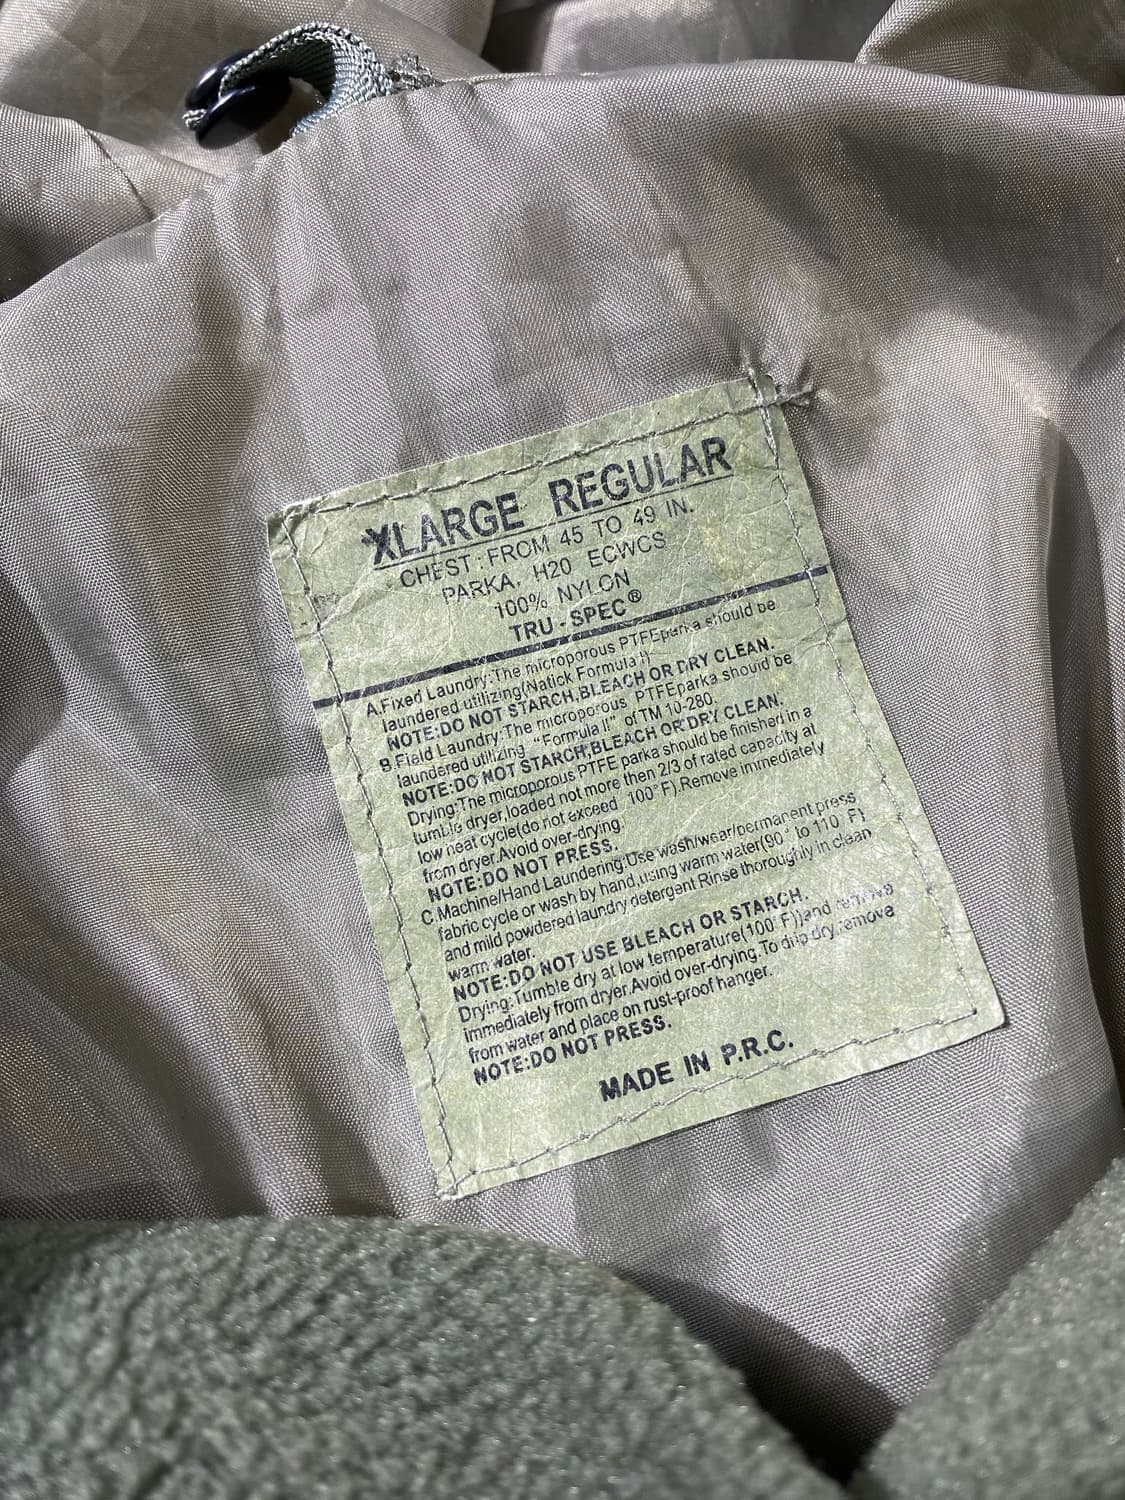 XLARGE REGULAR
CHEST : FROM 45 TO 49 IN.
PARKA, H20 ECWCS
100% NYLON
TRU - SPEC®
A.Fixed Laundry:The microporous PTFEparka should be
laundered utilizing(Natick Formula II)
NOTE:DO NOT STARCH,BLEACH OR DRY CLEAN.
B.Field Laundry:The microporous PTFEparka should be
laundered utilizing "Formula II" of TM 10-280.
NOTE:DO NOT STARCH,BLEACH OR DRY CLEAN.
Drying:The microporous PTFE parka should be finished in a
tumble dryer,loaded not more then 2/3 of rated capacity at
low heat cycle(do not exceed 100°F).Remove immediately
from dryer.Avoid over-drying.
NOTE:DO NOT PRESS.
C.Machine/Hand Laundering:Use wash/wear/permanent press
fabric cycle or wash by hand,using warm water(90° to 110°F)
and mild powdered laundry detergent Rinse thoroughly in clean
warm water.
NOTE:DO NOT USE BLEACH OR STARCH.
Drying:Tumble dry at low temperature(100°F))and remove
immediately from dryer.Avoid over-drying.To drip dry,remove
from water and place on rust-proof hanger.
NOTE:DO NOT PRESS.
MADE IN P.R.C.